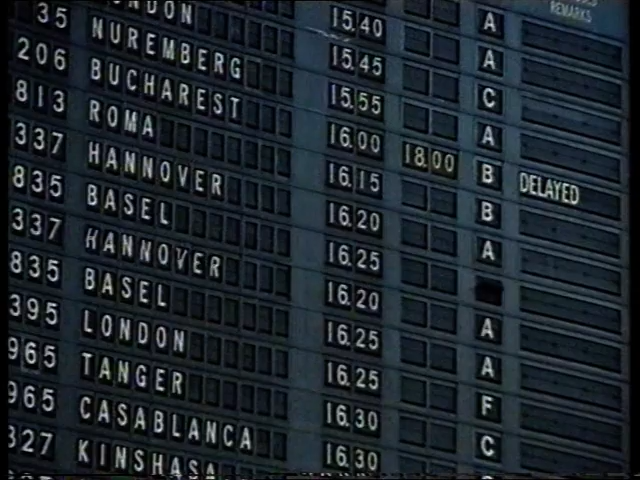 REMARKS
A
15.40 A
LONDON 15.45 C
35 NUREMBERG 15.55 A
206 BUCHAREST 16.00 18.00 B DELAYED
813 ROMA 16.15 B
337 HANNOVER 16.20 A
835 BASEL 16.25
337 HANNOVER 16.20 A
835 BASEL 16.25 A
395 LONDON 16.25 F
965 TANGER 16.30 C
965 CASABLANCA 16.30
327 KINSHASA